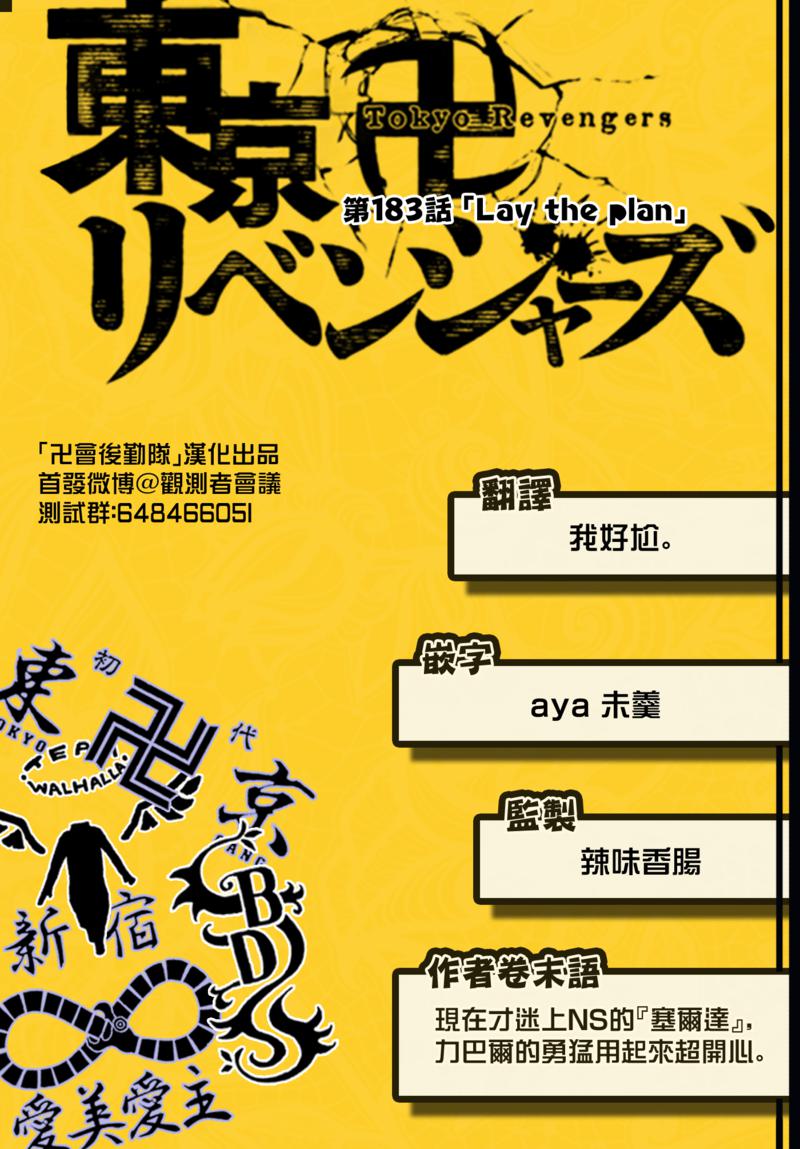 東京卍
Tokyo Revengers
第183話「Lay the plan」
リベンジャーズ
「卍會後勤隊」漢化出品
首發微博@觀測者會議
測試群:648466051
翻譯
我好尬。
嵌字
aya 未羹
監製
辣味香腸
作者卷末語
現在才迷上NS的『塞爾達』,
力巴爾的勇猛用起來超開心。
東 初 卍 代 京
WALHALLA
BD
新宿
愛美愛主